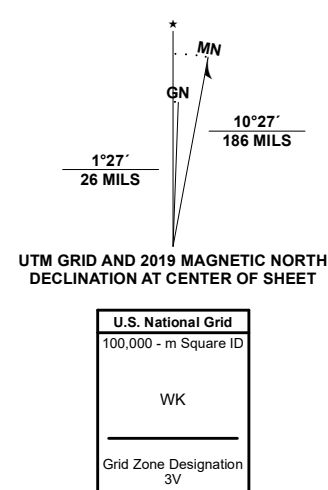 ★
MN
GN
10°27´
186 MILS
1°27´
26 MILS
UTM GRID AND 2019 MAGNETIC NORTH
DECLINATION AT CENTER OF SHEET
U.S. National Grid
100,000 - m Square ID
WK
Grid Zone Designation
3V